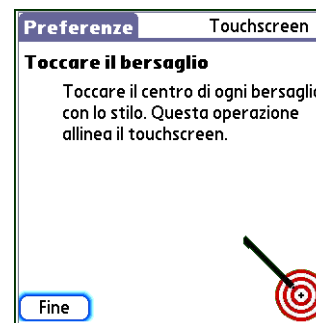 Preferenze Touchscreen
Toccare il bersaglio
Toccare il centro di ogni bersaglio
con lo stilo. Questa operazione
allinea il touchscreen.
Fine